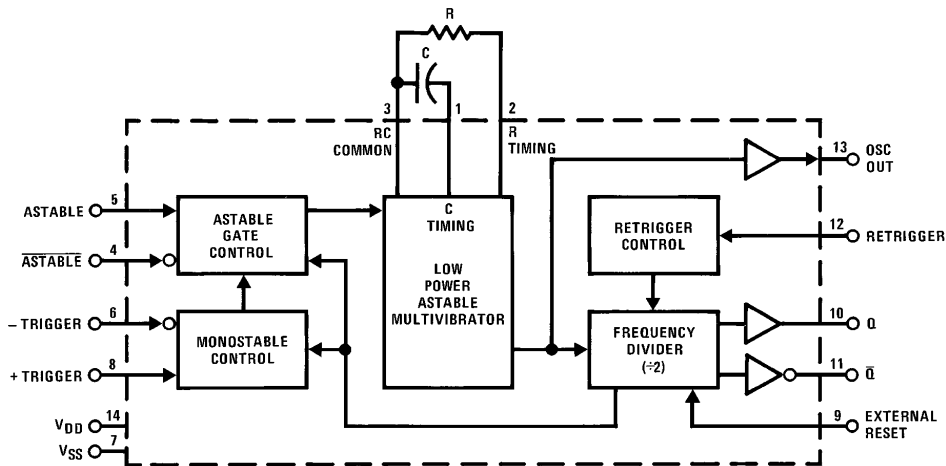 R
C
3
1
2
RC
COMMON
R
TIMING
13
OSC
OUT
5
ASTABLE
ASTABLE
GATE
CONTROL
C
TIMING
LOW
POWER
ASTABLE
MULTIVIBRATOR
RETRIGGER
CONTROL
12
RETRIGGER
4
A̅S̅T̅A̅B̅L̅E̅
6
– TRIGGER
MONOSTABLE
CONTROL
8
+ TRIGGER
FREQUENCY
DIVIDER
(÷2)
10
Q
11
Q̅
14
VDD
7
VSS
9
EXTERNAL
RESET